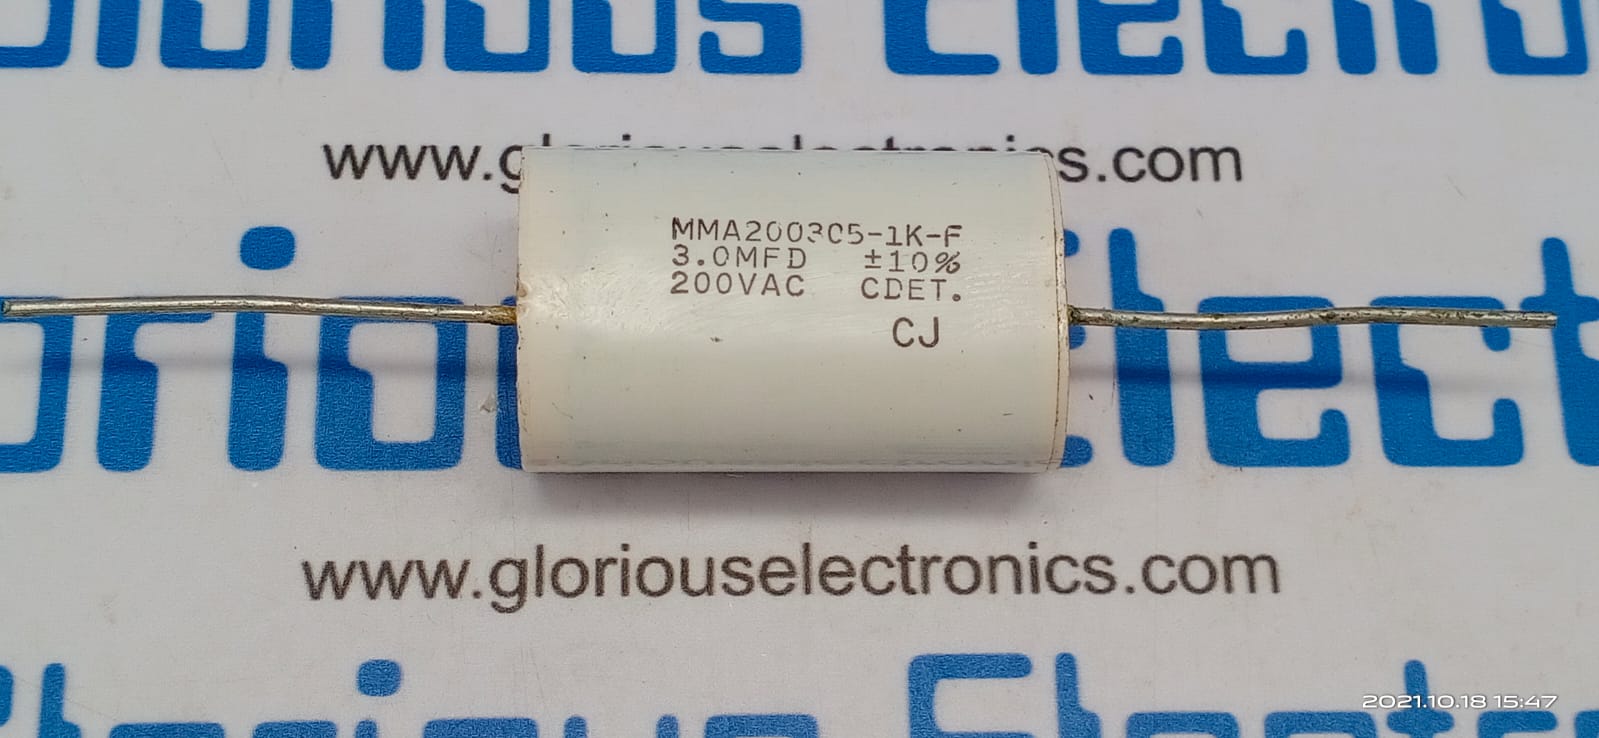 www.gloriouselectronics.com
MMA200305-1K-F
3.0MFD ±10%
200VAC CDET.
CJ
www.gloriouselectronics.com
2021.10.18 15:47